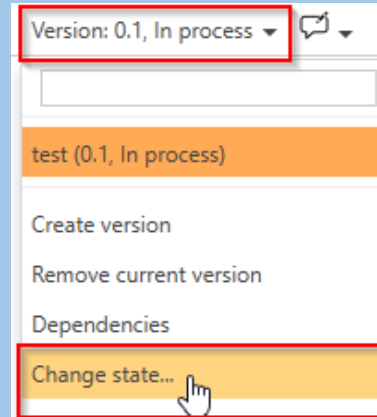 Version: 0.1, In process
test (0.1, In process)
Create version
Remove current version
Dependencies
Change state...